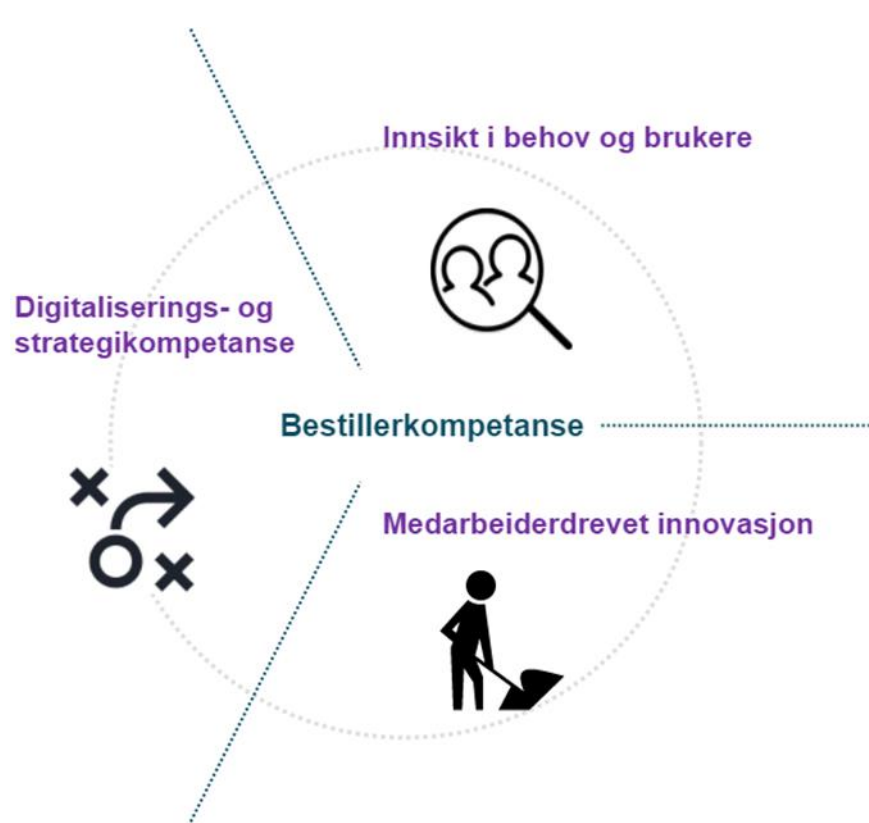 Innsikt i behov og brukere
Digitaliserings- og
strategikompetanse
Bestillerkompetanse
Medarbeiderdrevet innovasjon